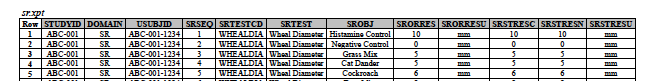 sr.xpt
Row STUDYID DOMAIN USUBJID SRSEQ SRTESTCD SRTEST SROBJ SRORRES SRORRESU SRSTRESC SRSTRESN SRSTRESU
1 ABC-001 SR ABC-001-1234 1 WHEALDIA Wheal Diameter Histamine Control 10 mm 10 10 mm
2 ABC-001 SR ABC-001-1234 2 WHEALDIA Wheal Diameter Negative Control 0 mm 0 0 mm
3 ABC-001 SR ABC-001-1234 3 WHEALDIA Wheal Diameter Grass Mix 5 mm 5 5 mm
4 ABC-001 SR ABC-001-1234 4 WHEALDIA Wheal Diameter Cat Dander 5 mm 5 5 mm
5 ABC-001 SR ABC-001-1234 5 WHEALDIA Wheal Diameter Cockroach 6 mm 6 6 mm